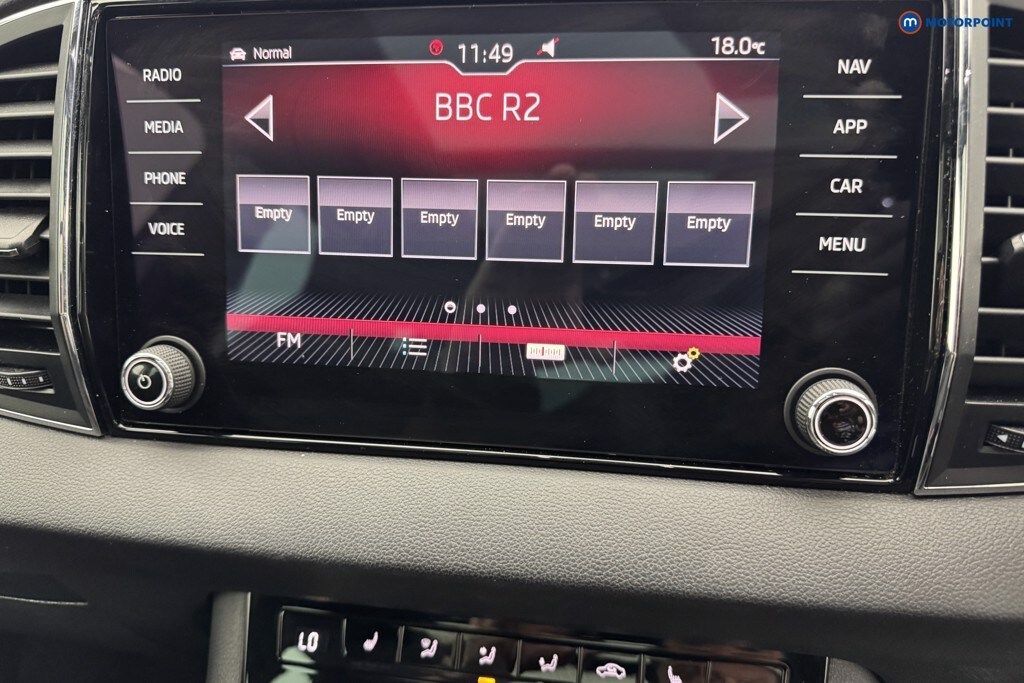 MOTORPOINT
Normal 11:49 18.0°C
RADIO
MEDIA
PHONE
VOICE
BBC R2
Empty Empty Empty Empty Empty Empty
FM
NAV
APP
CAR
MENU
LO